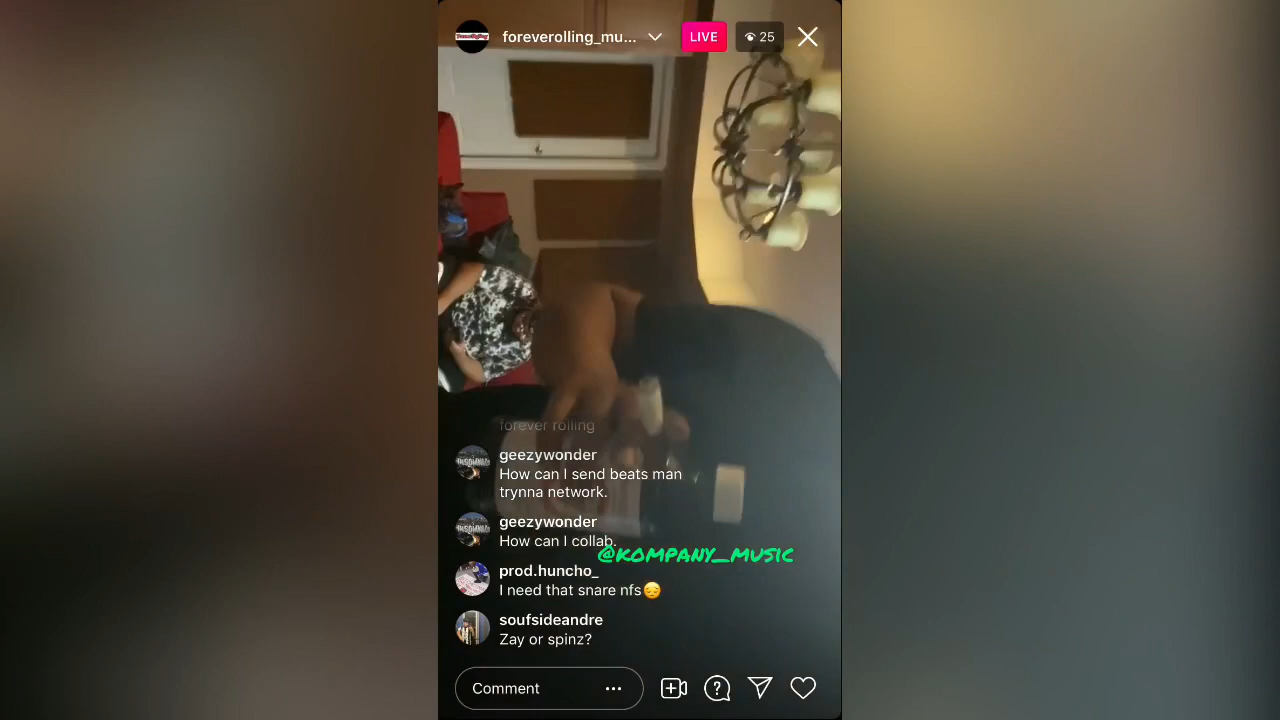 foreverolling_mu...
LIVE
25
forever rolling
geezywonder
How can I send beats man
trynna network.
geezywonder
How can I collab.
@KOMPANY_MUSIC
prod.huncho_
I need that snare nfs😔
soufsideandre
Zay or spinz?
Comment